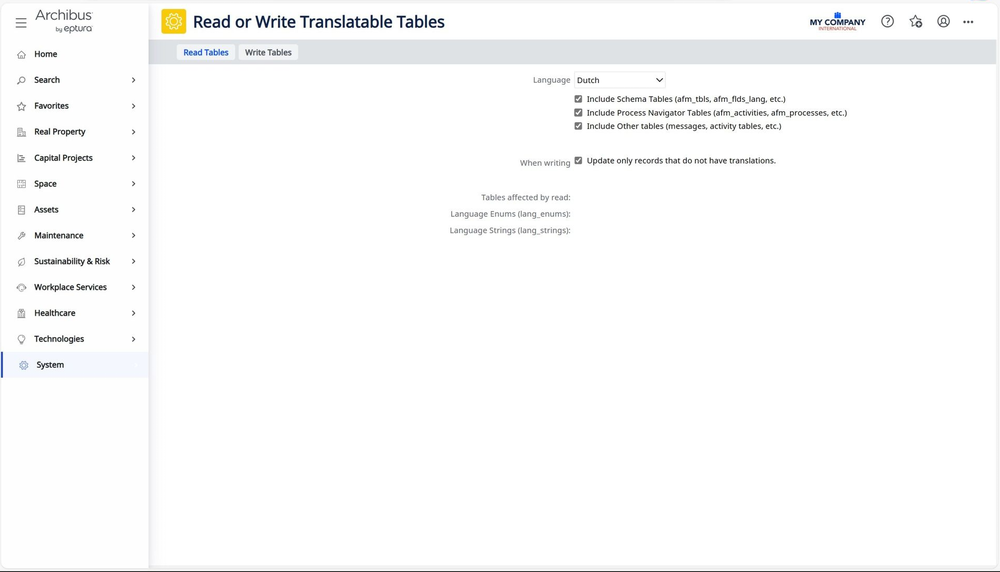 Archibus
by eptura
Read or Write Translatable Tables
MY COMPANY
INTERNATIONAL
Home
Search
Favorites
Real Property
Capital Projects
Space
Assets
Maintenance
Sustainability & Risk
Workplace Services
Healthcare
Technologies
System
Read Tables
Write Tables
Language Dutch
Include Schema Tables (afm_tbls, afm_flds_lang, etc.)
Include Process Navigator Tables (afm_activities, afm_processes, etc.)
Include Other tables (messages, activity tables, etc.)
When writing Update only records that do not have translations.
Tables affected by read:
Language Enums (lang_enums):
Language Strings (lang_strings):